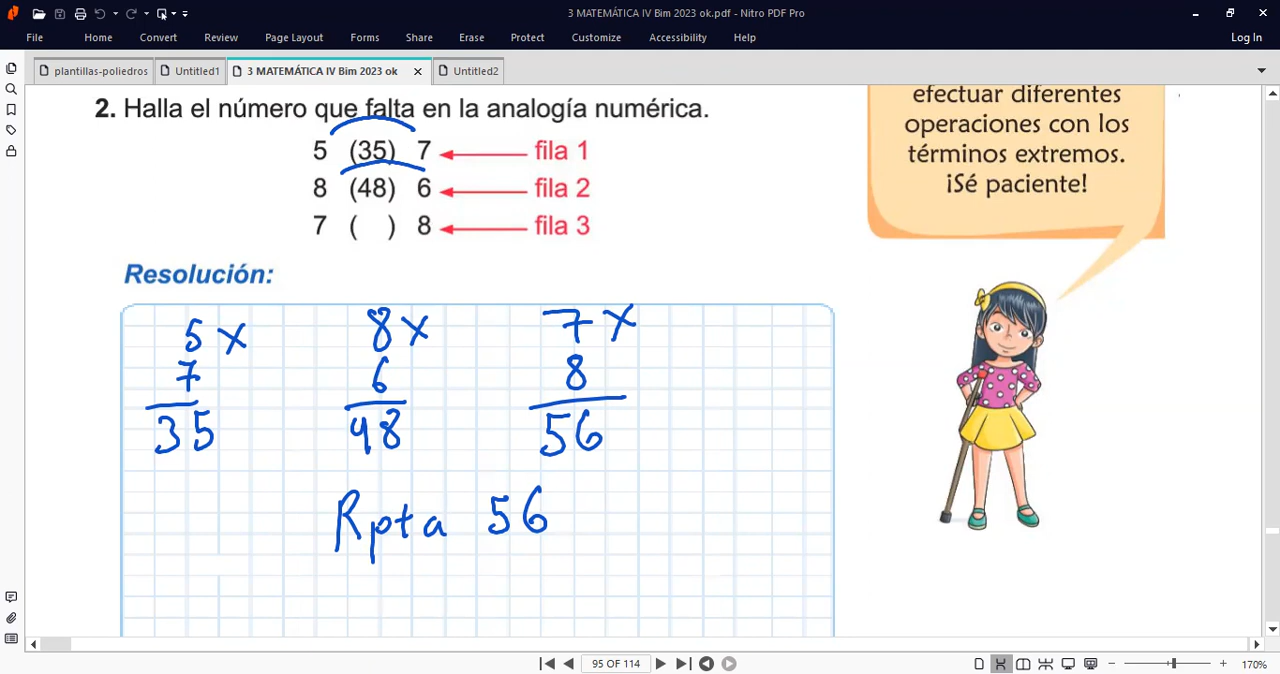 3 MATEMÁTICA IV Bim 2023 ok.pdf - Nitro PDF Pro
File Home Convert Review Page Layout Forms Share Erase Protect Customize Accessibility Help Log In
plantillas-poliedros Untitled1 3 MATEMÁTICA IV Bim 2023 ok Untitled2
2. Halla el número que falta en la analogía numérica.
5 (35) 7 fila 1
8 (48) 6 fila 2
7 ( ) 8 fila 3
efectuar diferentes
operaciones con los
términos extremos.
¡Sé paciente!
Resolución:
5 x 8 x 7 x
7 6 8
35 48 56
Rpta 56
95 OF 114
170%